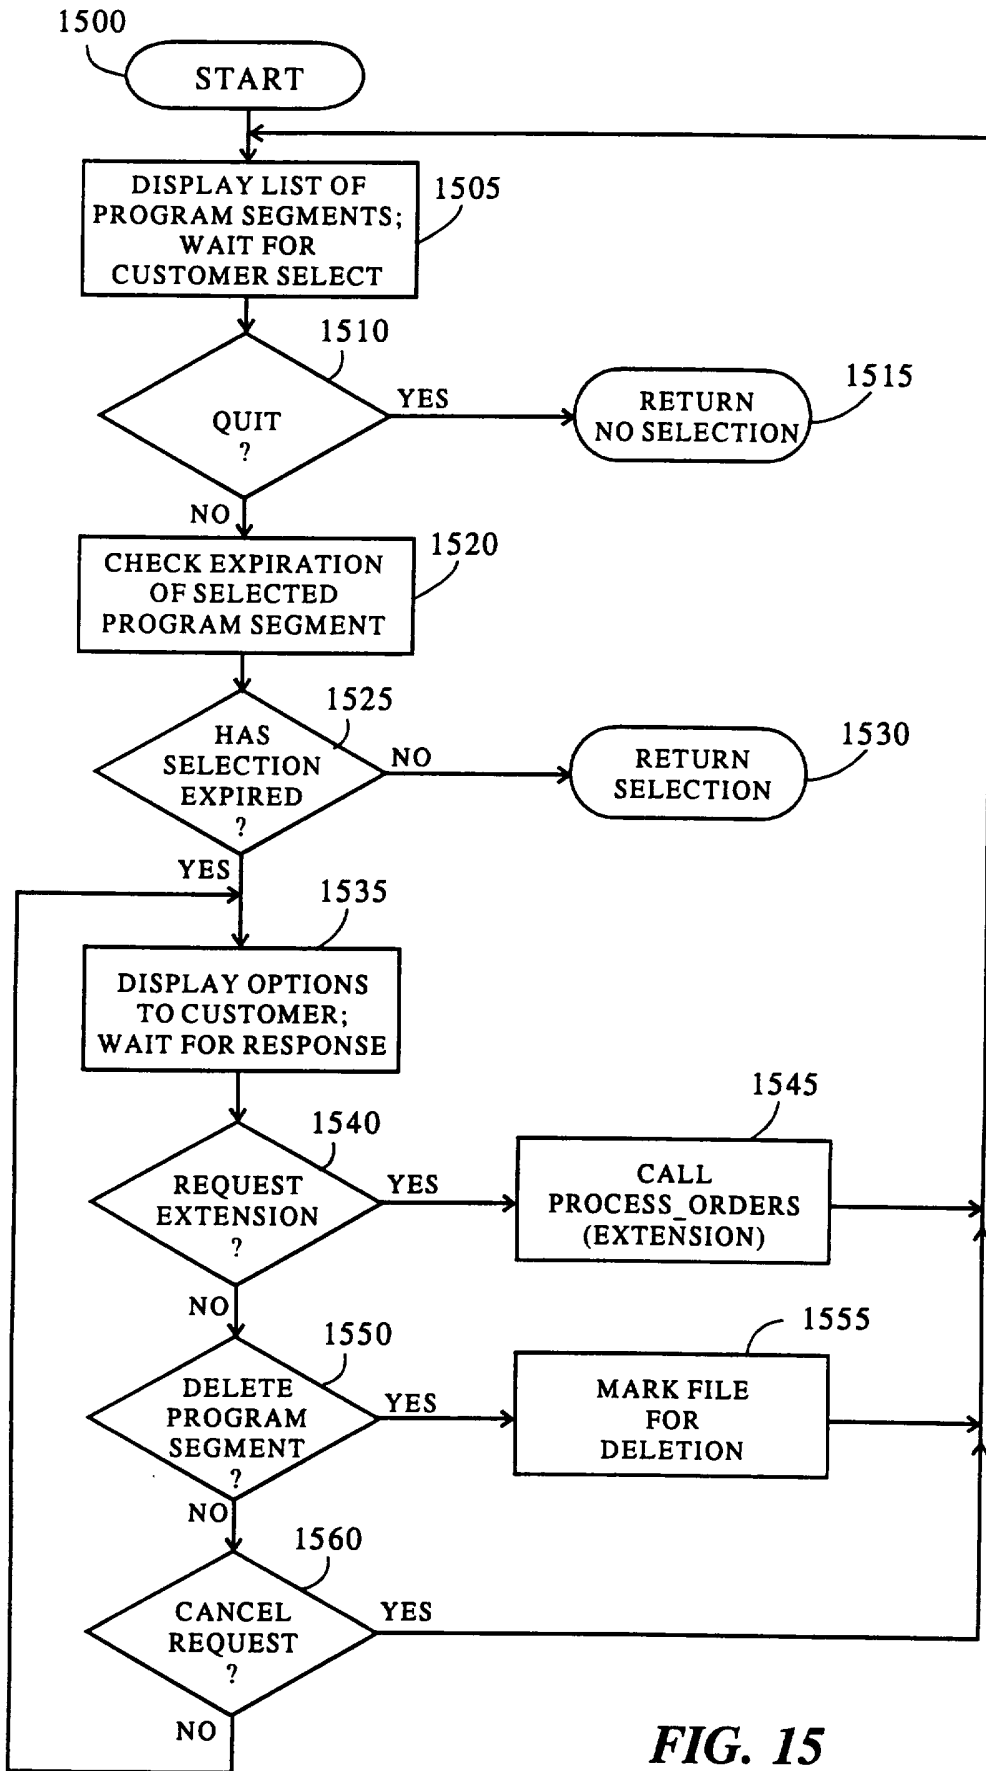 1500
START
DISPLAY LIST OF
PROGRAM SEGMENTS;
WAIT FOR
CUSTOMER SELECT
1505
1510
QUIT
?
YES
RETURN
NO SELECTION
1515
NO
CHECK EXPIRATION
OF SELECTED
PROGRAM SEGMENT
1520
1525
HAS
SELECTION
EXPIRED
?
NO
RETURN
SELECTION
1530
YES
1535
DISPLAY OPTIONS
TO CUSTOMER;
WAIT FOR RESPONSE
1540
REQUEST
EXTENSION
?
YES
1545
CALL
PROCESS_ORDERS
(EXTENSION)
NO
1550
DELETE
PROGRAM
SEGMENT
?
YES
1555
MARK FILE
FOR
DELETION
NO
1560
CANCEL
REQUEST
?
YES
NO
FIG. 15